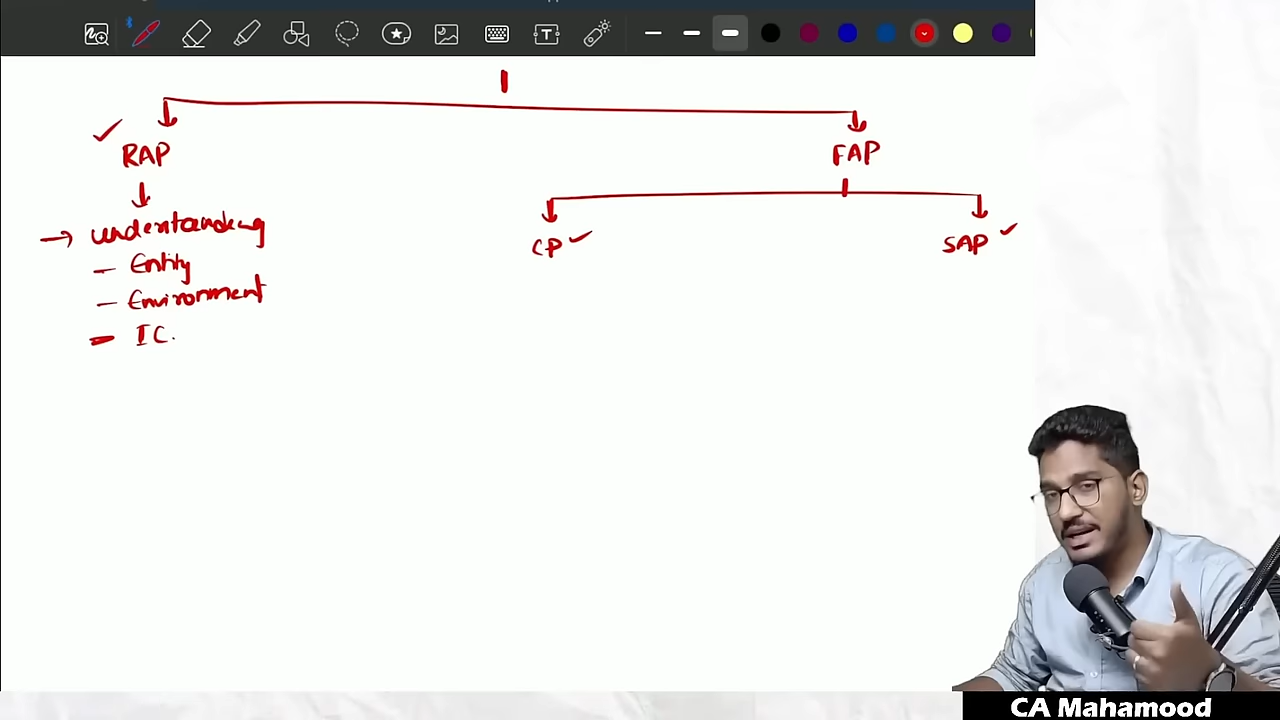 RAP
FAP
understanding
- Entity
- Environment
- IC.
CP
SAP
CA Mahamood